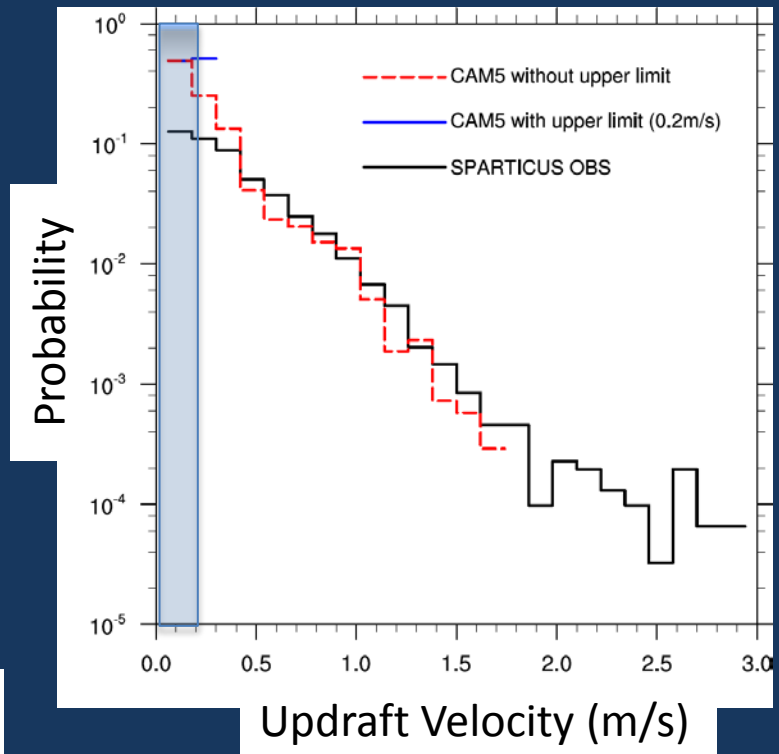 10⁰
10⁻¹
10⁻²
10⁻³
10⁻⁴
10⁻⁵
Probability
CAM5 without upper limit
CAM5 with upper limit (0.2m/s)
SPARTICUS OBS
0.0 0.5 1.0 1.5 2.0 2.5 3.0
Updraft Velocity (m/s)